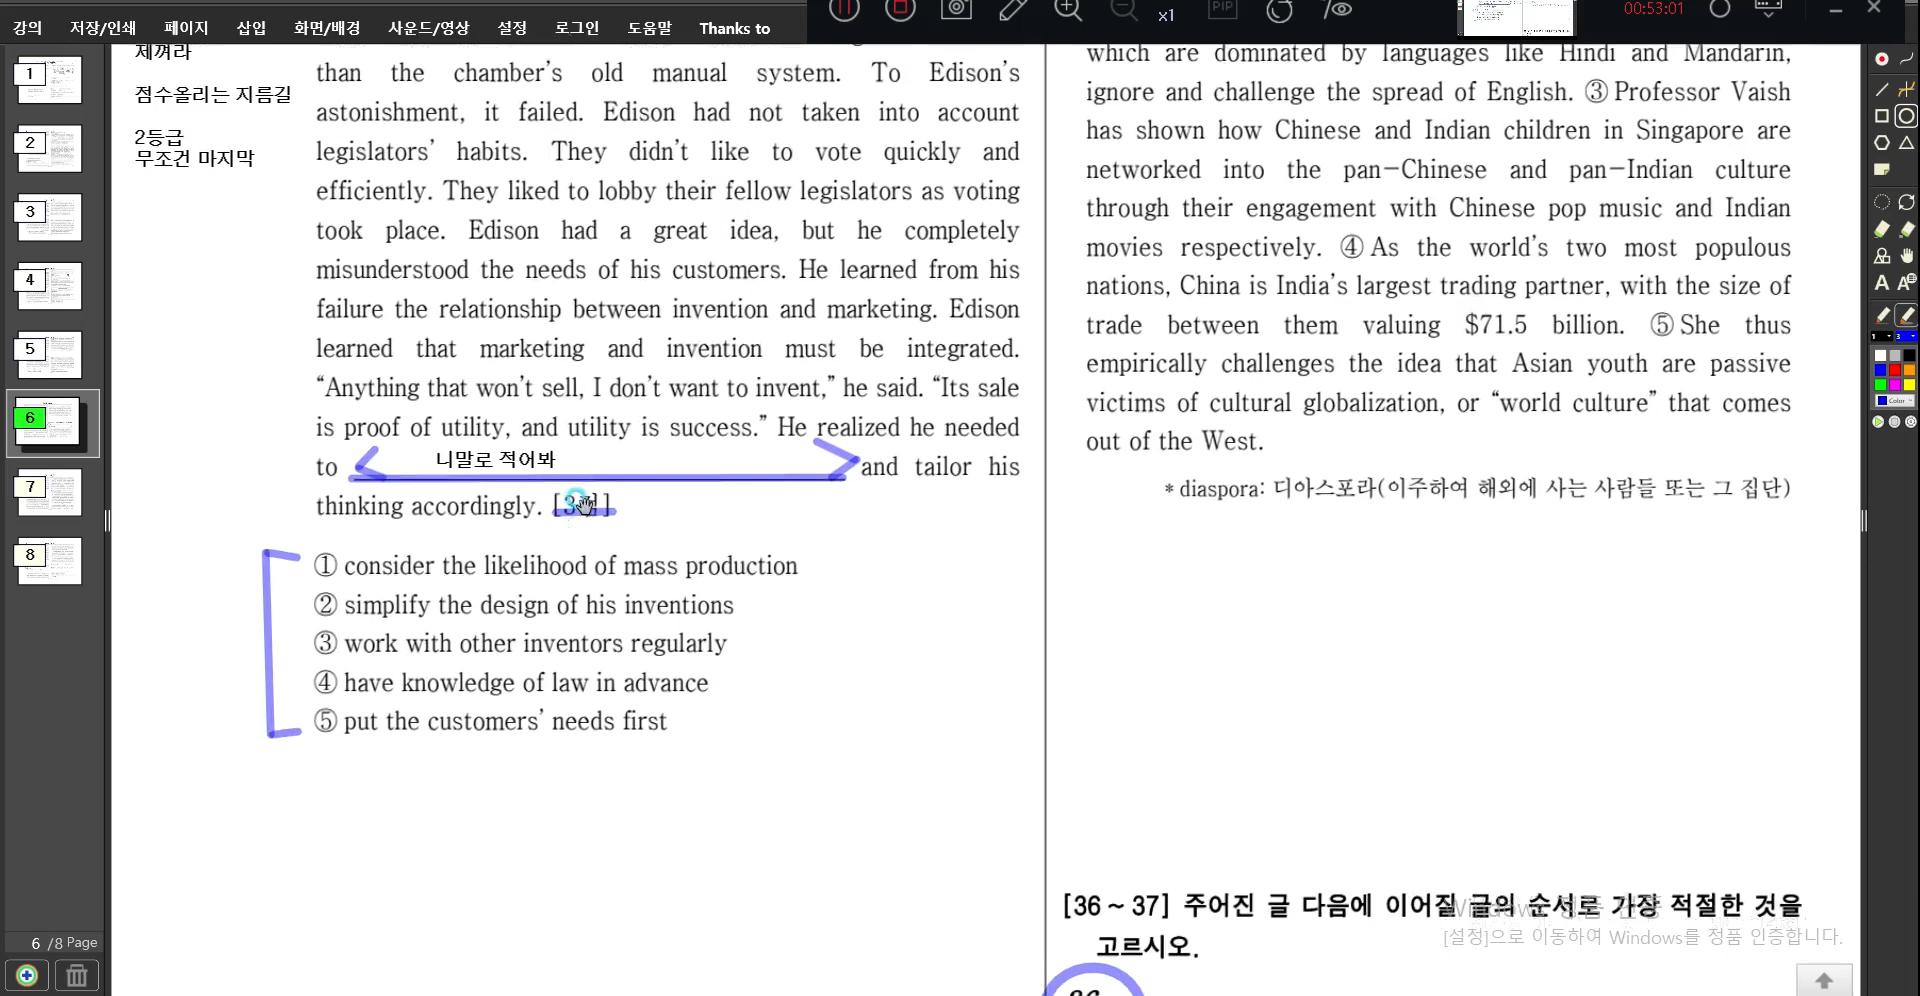 강의 저장/인쇄 페이지 삽입 화면/배경 사운드/영상 설정 로그인 도움말 Thanks to
x1
PIP
00:53:01
제껴라
점수올리는 지름길
2등급
무조건 마지막
1
2
3
4
5
6
7
8
than the chamber's old manual system. To Edison's
astonishment, it failed. Edison had not taken into account
legislators' habits. They didn't like to vote quickly and
efficiently. They liked to lobby their fellow legislators as voting
took place. Edison had a great idea, but he completely
misunderstood the needs of his customers. He learned from his
failure the relationship between invention and marketing. Edison
learned that marketing and invention must be integrated.
“Anything that won't sell, I don't want to invent,” he said. “Its sale
is proof of utility, and utility is success.” He realized he needed
to 니말로 적어봐 and tailor his
thinking accordingly. [3
① consider the likelihood of mass production
② simplify the design of his inventions
③ work with other inventors regularly
④ have knowledge of law in advance
⑤ put the customers' needs first
which are dominated by languages like Hindi and Mandarin,
ignore and challenge the spread of English. ③ Professor Vaish
has shown how Chinese and Indian children in Singapore are
networked into the pan-Chinese and pan-Indian culture
through their engagement with Chinese pop music and Indian
movies respectively. ④ As the world's two most populous
nations, China is India's largest trading partner, with the size of
trade between them valuing $71.5 billion. ⑤ She thus
empirically challenges the idea that Asian youth are passive
victims of cultural globalization, or “world culture” that comes
out of the West.
* diaspora: 디아스포라(이주하여 해외에 사는 사람들 또는 그 집단)
[36 ~ 37] 주어진 글 다음에 이어질 글의 순서로 가장 적절한 것을
고르시오.
Windows 정품 인증
[설정]으로 이동하여 Windows를 정품 인증합니다.
6 /8 Page
Color